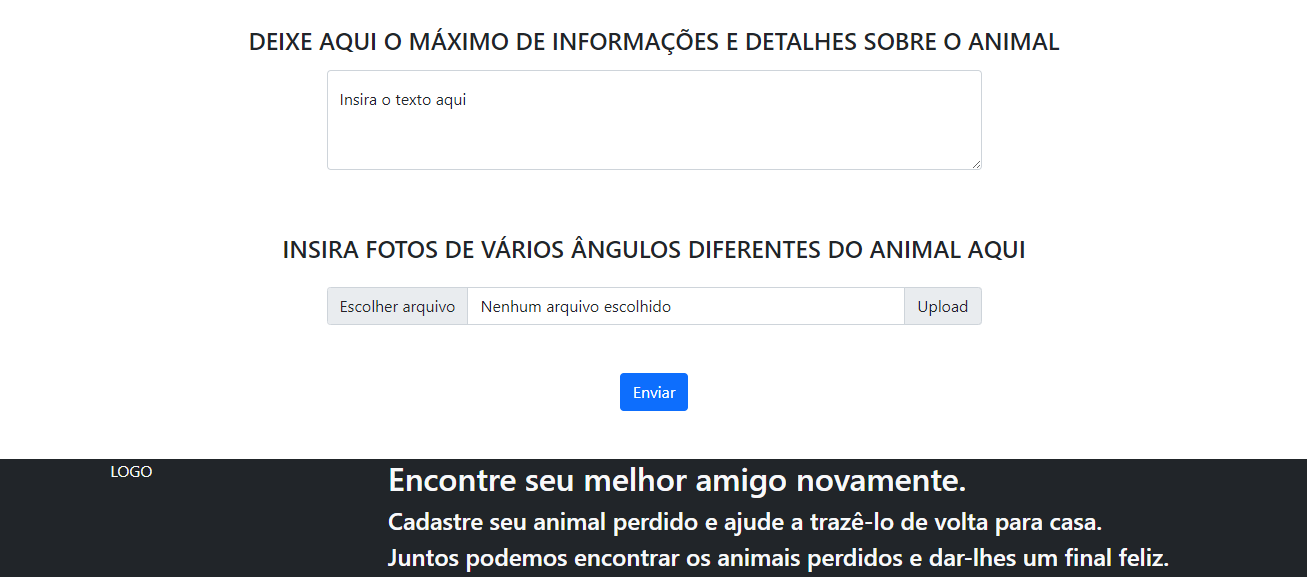 DEIXE AQUI O MÁXIMO DE INFORMAÇÕES E DETALHES SOBRE O ANIMAL
Insira o texto aqui
INSIRA FOTOS DE VÁRIOS ÂNGULOS DIFERENTES DO ANIMAL AQUI
Escolher arquivo Nenhum arquivo escolhido Upload
Enviar
LOGO Encontre seu melhor amigo novamente.
Cadastre seu animal perdido e ajude a trazê-lo de volta para casa.
Juntos podemos encontrar os animais perdidos e dar-lhes um final feliz.